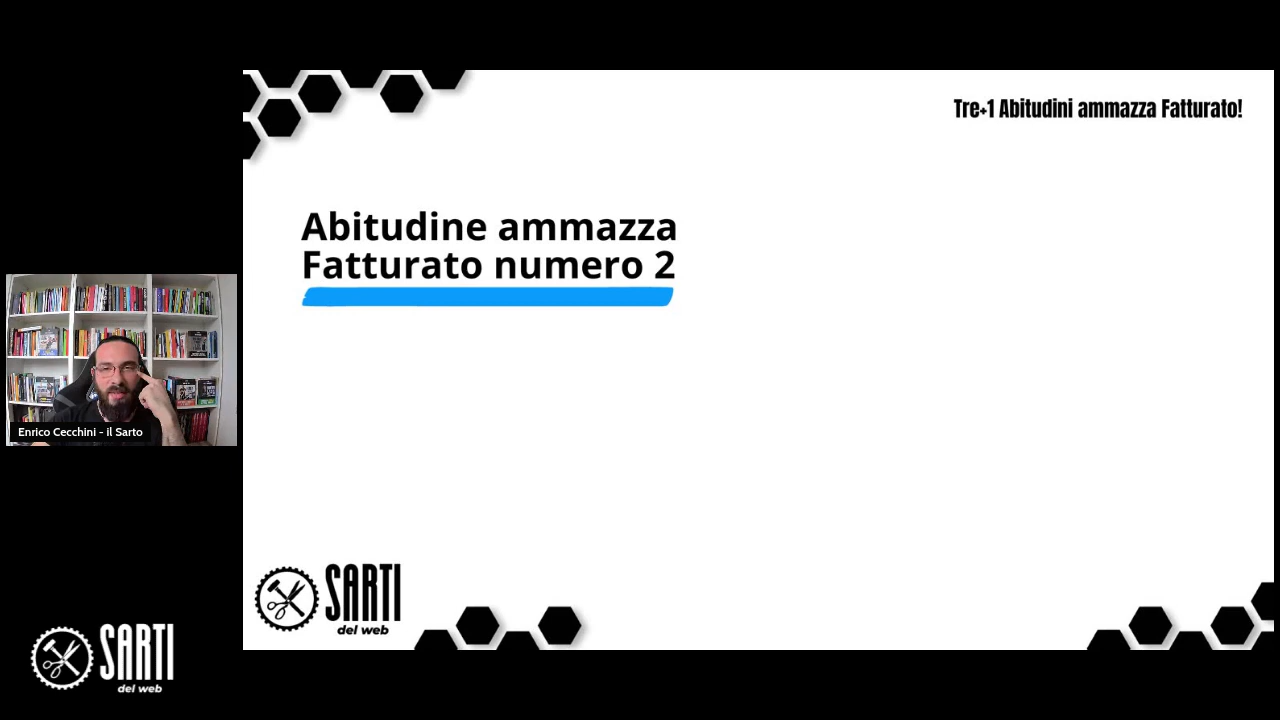 Tre+1 Abitudini ammazza Fatturato!
Abitudine ammazza
Fatturato numero 2
Enrico Cecchini - il Sarto
SARTI
del web
SARTI
del web